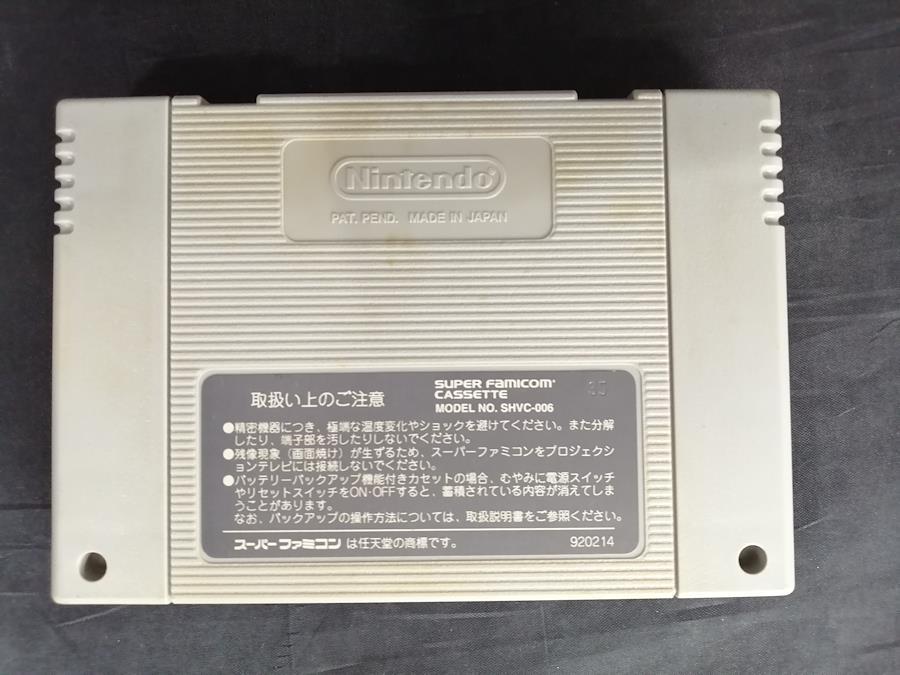 Nintendo®
PAT. PEND. MADE IN JAPAN
取扱い上のご注意
SUPER FAMICOM®
CASSETTE
MODEL NO. SHVC-006
●精密機器につき、極端な温度変化やショックを避けてください。また分解
したり、端子部を汚したりしないでください。
●残像現象（画面焼け）が生ずるため、スーパーファミコンをプロジェクシ
ョンテレビには接続しないでください。
●バッテリーバックアップ機能付きカセットの場合、むやみに電源スイッチ
やリセットスイッチをON・OFFすると、蓄積されている内容が消えてしま
うことがあります。
なお、バックアップの操作方法については、取扱説明書をご参照ください。
スーパーファミコンは任天堂の商標です。
920214